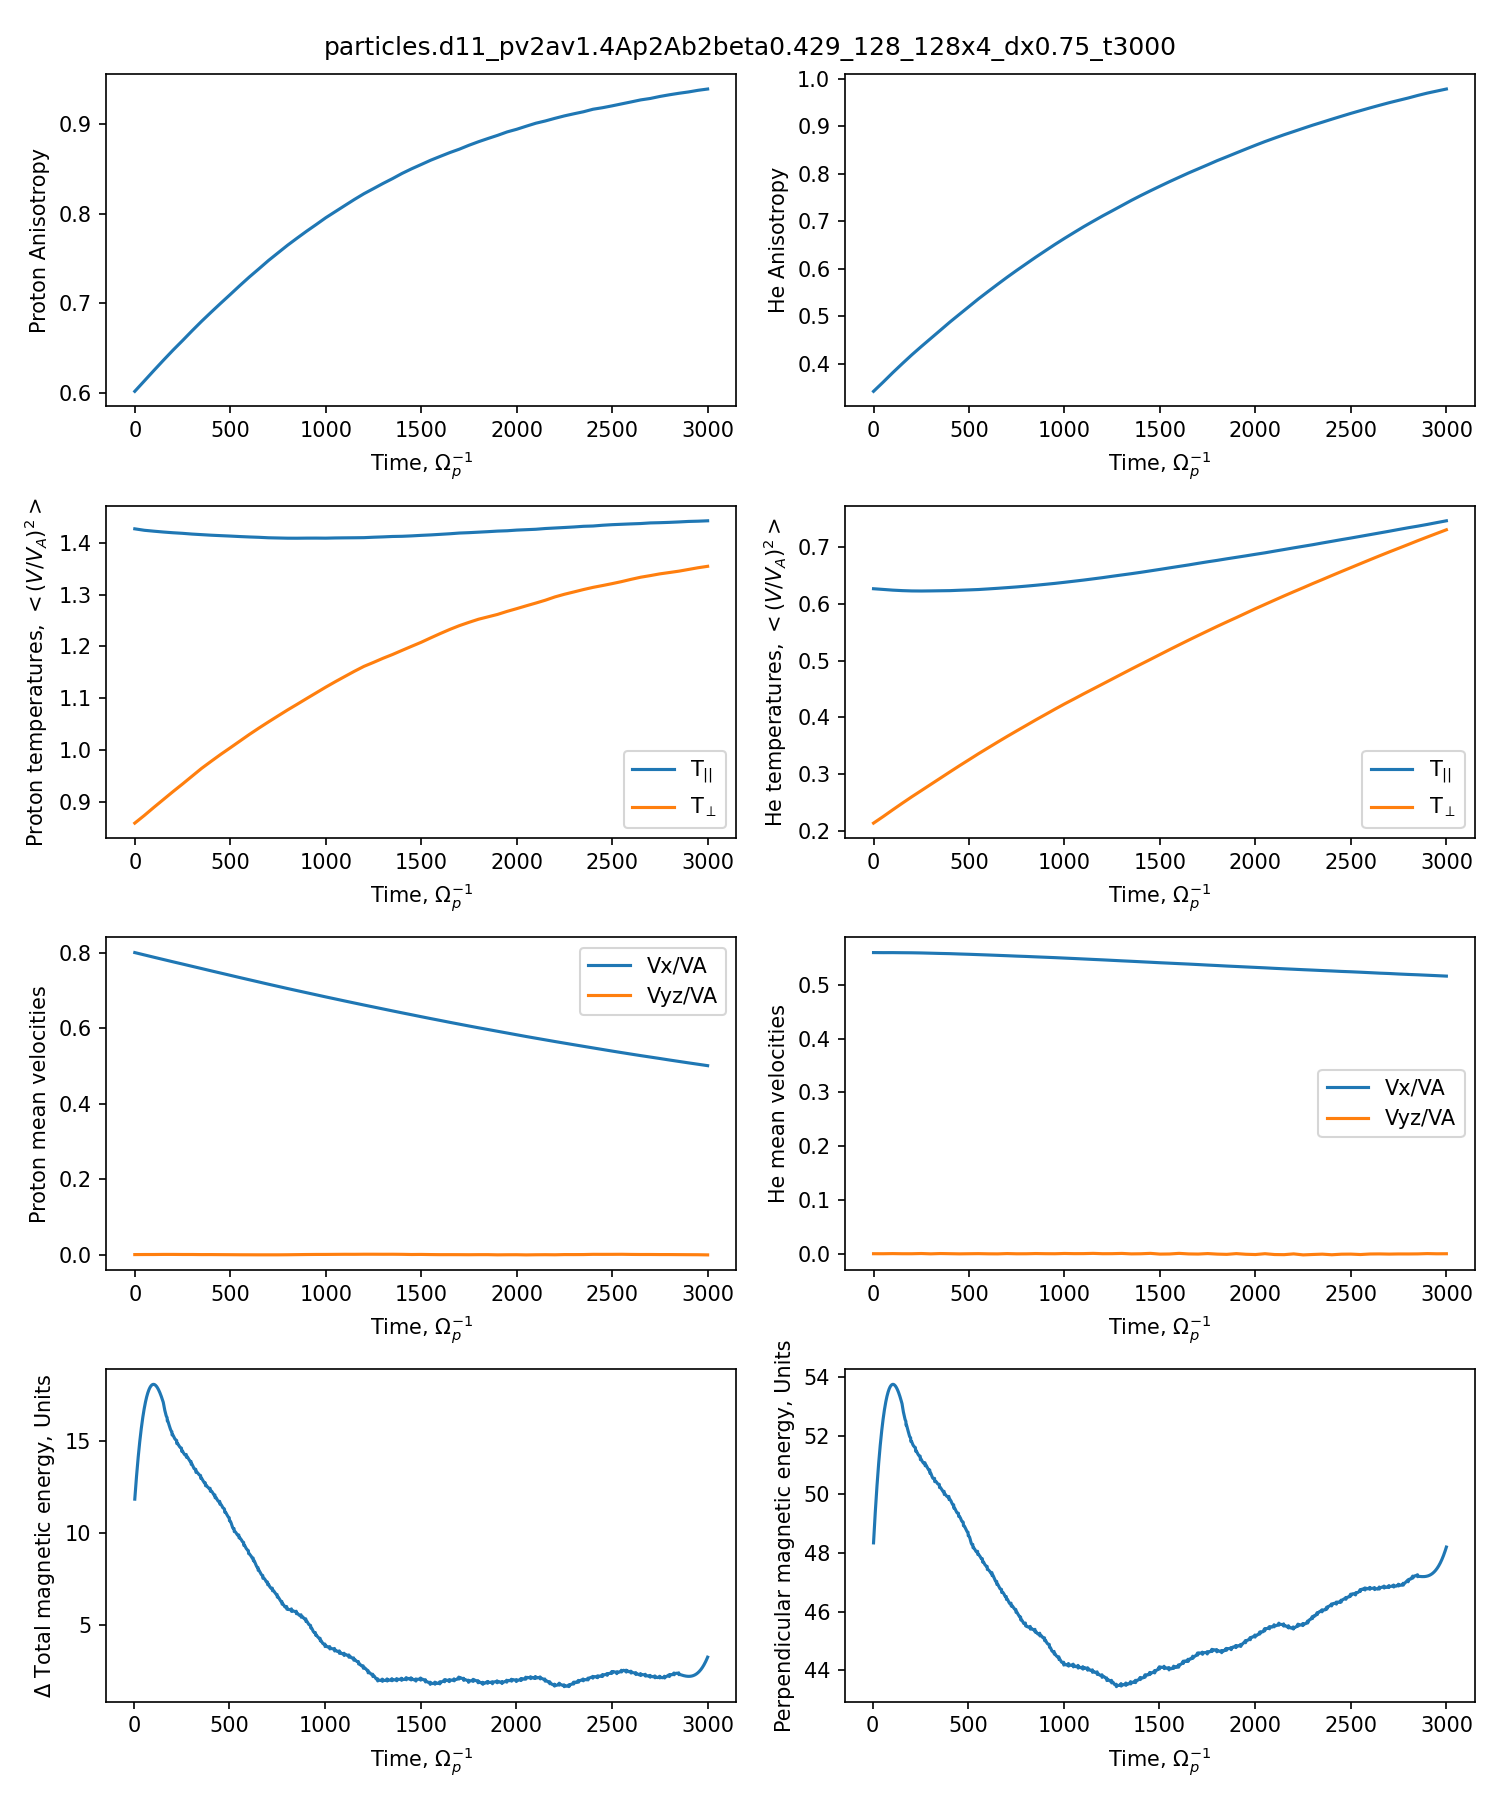 particles.d11_pv2av1.4Ap2Ab2beta0.429_128_128x4_dx0.75_t3000
Proton Anisotropy
0.9
0.8
0.7
0.6
0 500 1000 1500 2000 2500 3000
Time, Ω_p^{−1}
He Anisotropy
1.0
0.9
0.8
0.7
0.6
0.5
0.4
0 500 1000 1500 2000 2500 3000
Time, Ω_p^{−1}
Proton temperatures, < (V/V_A)^2 >
1.4
1.3
1.2
1.1
1.0
0.9
T_{||}
T_⊥
0 500 1000 1500 2000 2500 3000
Time, Ω_p^{−1}
He temperatures, < (V/V_A)^2 >
0.7
0.6
0.5
0.4
0.3
0.2
T_{||}
T_⊥
0 500 1000 1500 2000 2500 3000
Time, Ω_p^{−1}
Proton mean velocities
0.8
0.6
0.4
0.2
0.0
Vx/VA
Vyz/VA
0 500 1000 1500 2000 2500 3000
Time, Ω_p^{−1}
He mean velocities
0.5
0.4
0.3
0.2
0.1
0.0
Vx/VA
Vyz/VA
0 500 1000 1500 2000 2500 3000
Time, Ω_p^{−1}
Δ Total magnetic energy, Units
15
10
5
0 500 1000 1500 2000 2500 3000
Time, Ω_p^{−1}
Perpendicular magnetic energy, Units
54
52
50
48
46
44
0 500 1000 1500 2000 2500 3000
Time, Ω_p^{−1}